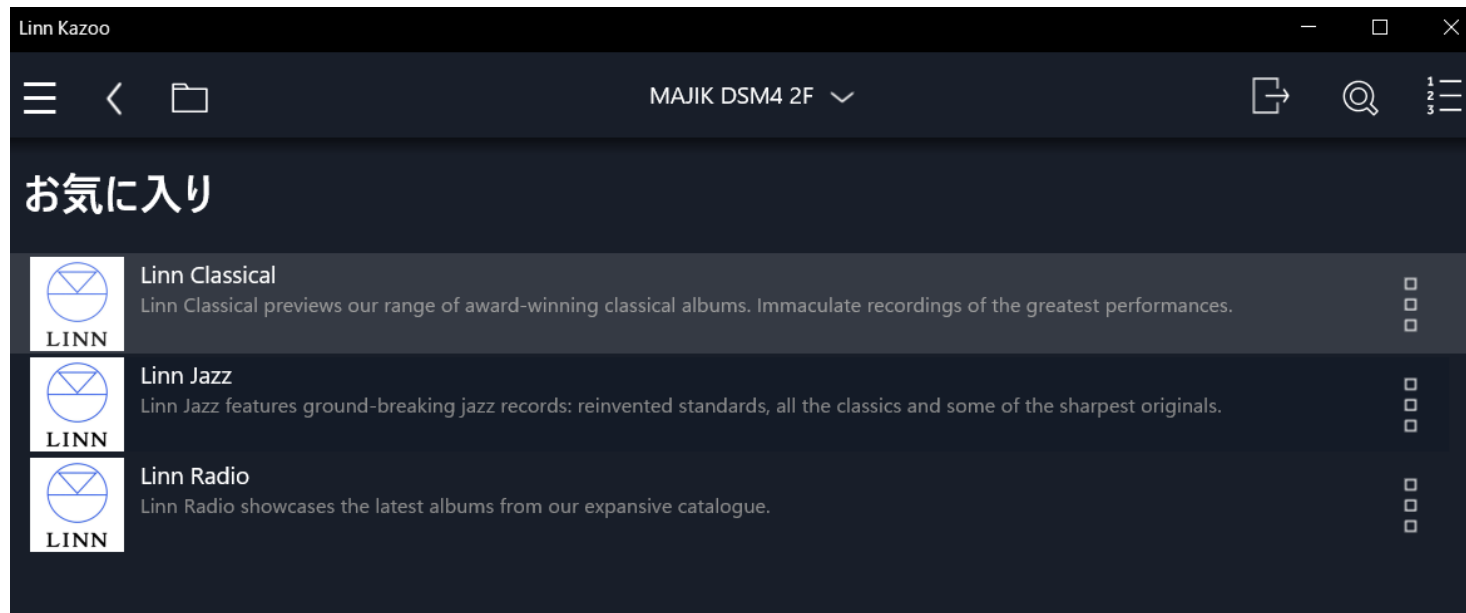 Linn Kazoo
MAJIK DSM4 2F
1
2
3
お気に入り
LINN
Linn Classical
Linn Classical previews our range of award-winning classical albums. Immaculate recordings of the greatest performances.
LINN
Linn Jazz
Linn Jazz features ground-breaking jazz records: reinvented standards, all the classics and some of the sharpest originals.
LINN
Linn Radio
Linn Radio showcases the latest albums from our expansive catalogue.